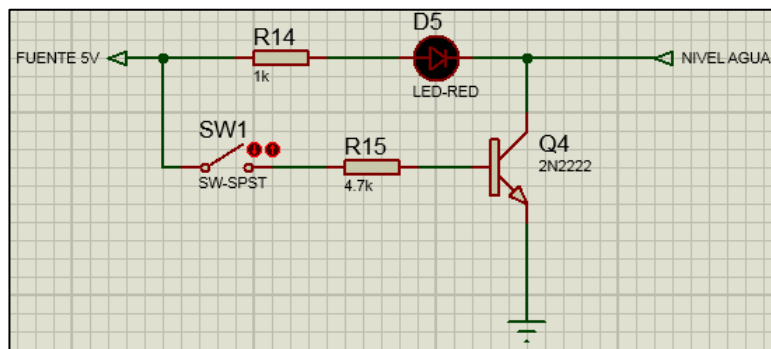 D5
R14
FUENTE 5V
NIVEL AGUA
1k
LED-RED
SW1
R15
Q4
2N2222
SW-SPST
4.7k